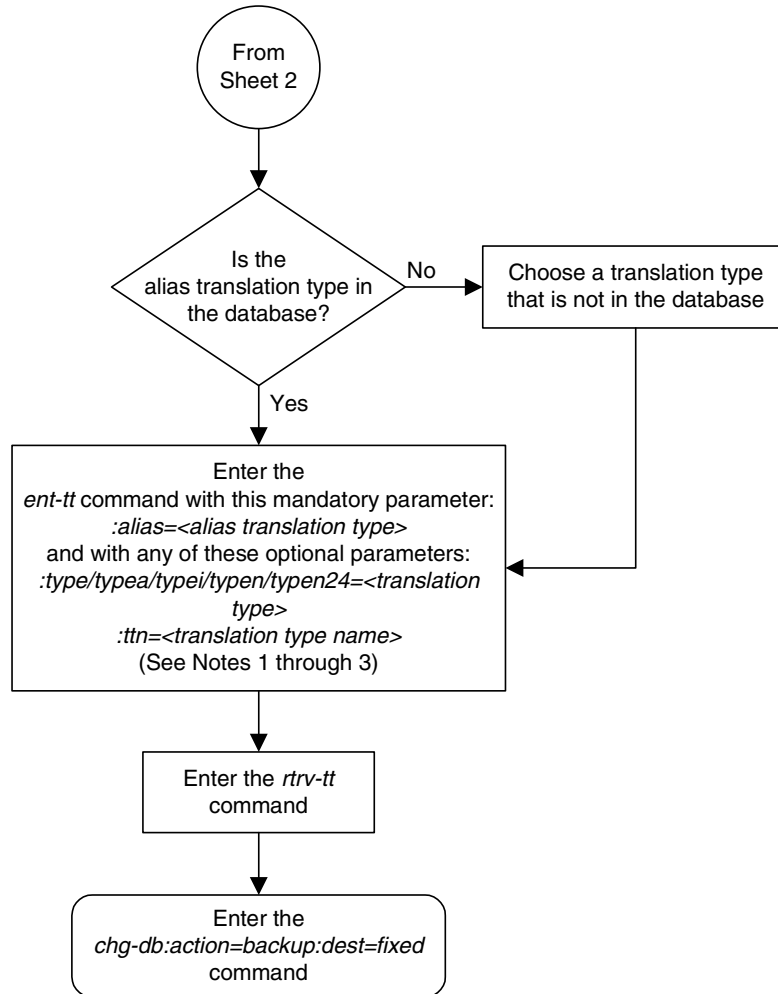 From
Sheet 2
Is the
alias translation type in
the database?
No
Choose a translation type
that is not in the database
Yes
Enter the
ent-tt command with this mandatory parameter:
:alias=<alias translation type>
and with any of these optional parameters:
:type/typea/typei/typen/typen24=<translation
type>
:ttn=<translation type name>
(See Notes 1 through 3)
Enter the rtrv-tt
command
Enter the
chg-db:action=backup:dest=fixed
command